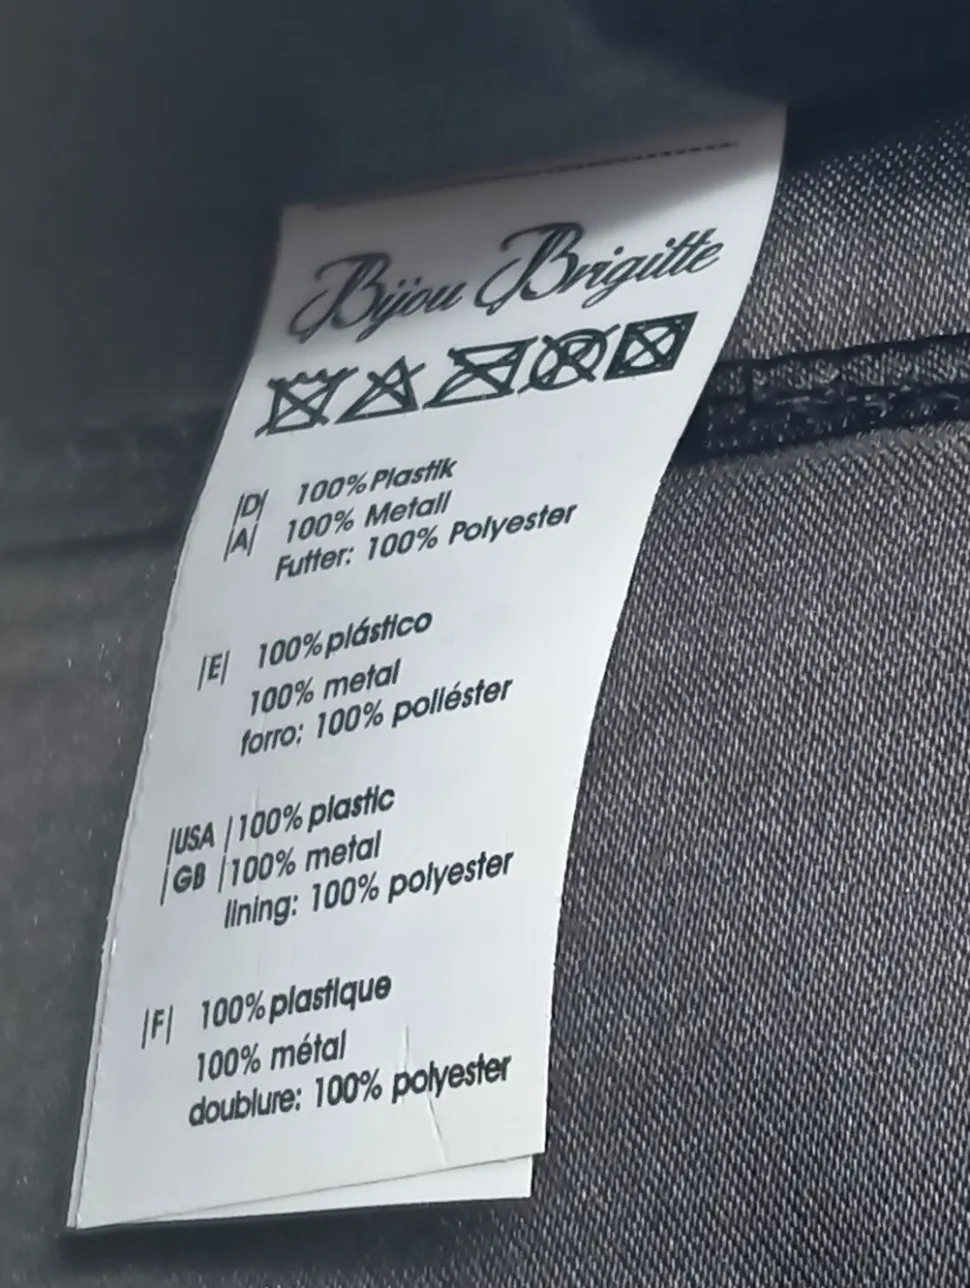 Bijou Brigitte
|D| 100% Plastik
|A| 100% Metall
Futter: 100% Polyester
|E| 100% plástico
100% metal
forro: 100% poliéster
|USA| 100% plastic
|GB| 100% metal
lining: 100% polyester
|F| 100% plastique
100% métal
doublure: 100% polyester